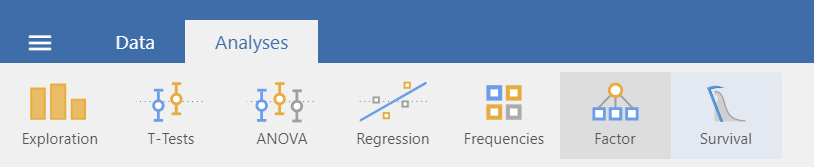 Data Analyses
Exploration T-Tests ANOVA Regression Frequencies Factor Survival